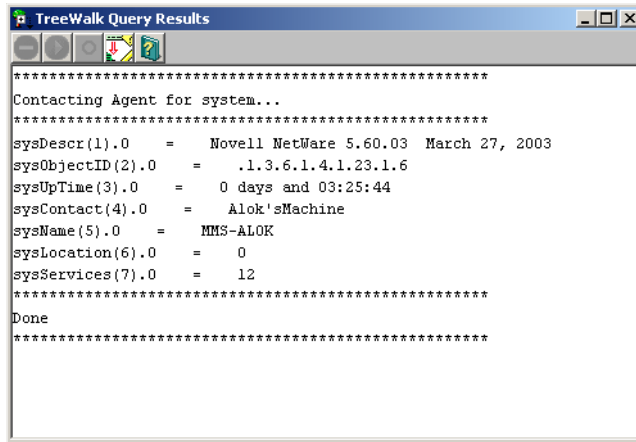 TreeWalk Query Results
*****************************************************
Contacting Agent for system...
*****************************************************
sysDescr(1).0 = Novell NetWare 5.60.03 March 27, 2003
sysObjectID(2).0 = .1.3.6.1.4.1.23.1.6
sysUpTime(3).0 = 0 days and 03:25:44
sysContact(4).0 = Alok'sMachine
sysName(5).0 = MMS-ALOK
sysLocation(6).0 = 0
sysServices(7).0 = 12
*****************************************************
Done
*****************************************************